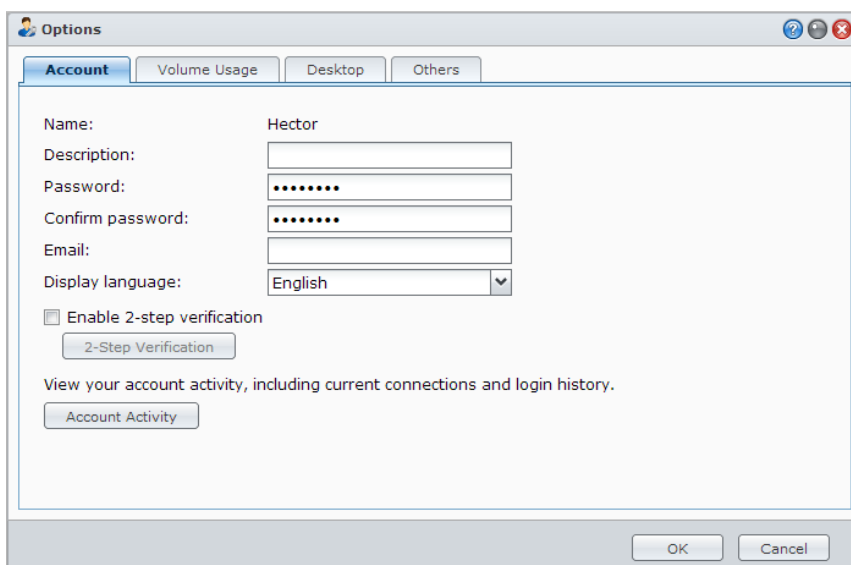 Options
Account Volume Usage Desktop Others
Name: Hector
Description:
Password: ••••••••
Confirm password: ••••••••
Email:
Display language: English
Enable 2-step verification
2-Step Verification
View your account activity, including current connections and login history.
Account Activity
OK Cancel